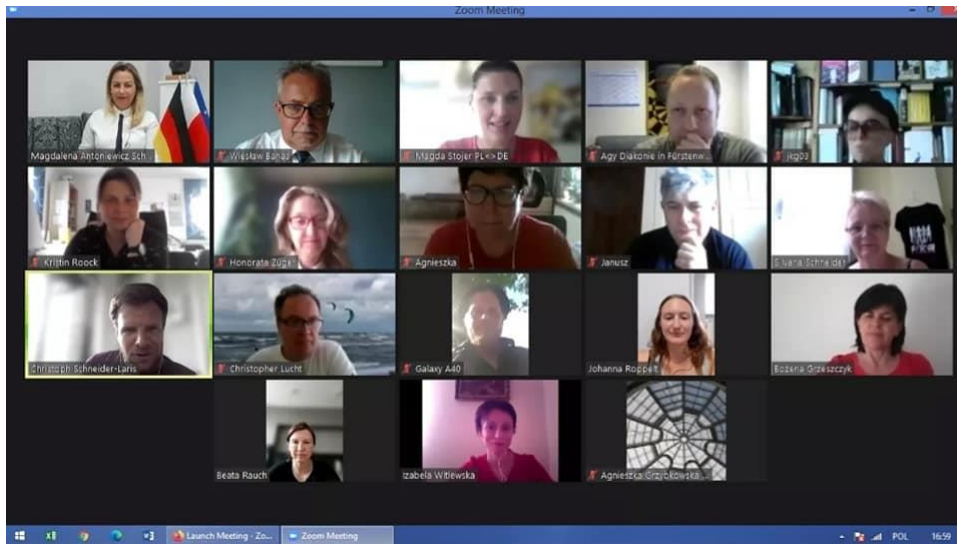 Zoom Meeting
Magdalena Antoniewicz Sch...
Wiesław Banaś
Magda Stojer PL<>DE
Agy Diakonie in Fürstenw...
jkg03
Kristin Roock
Honorata Züger
Agnieszka
Janusz
Silvana Schneider
Christoph Schneider-Laris
Christopher Lucht
Galaxy A40
Johanna Roppelt
Bożena Grzeszczyk
Beata Rauch
Izabela Witlewska
Agnieszka Grzybkowska ...
Launch Meeting - Zo...
Zoom Meeting
POL
16:59